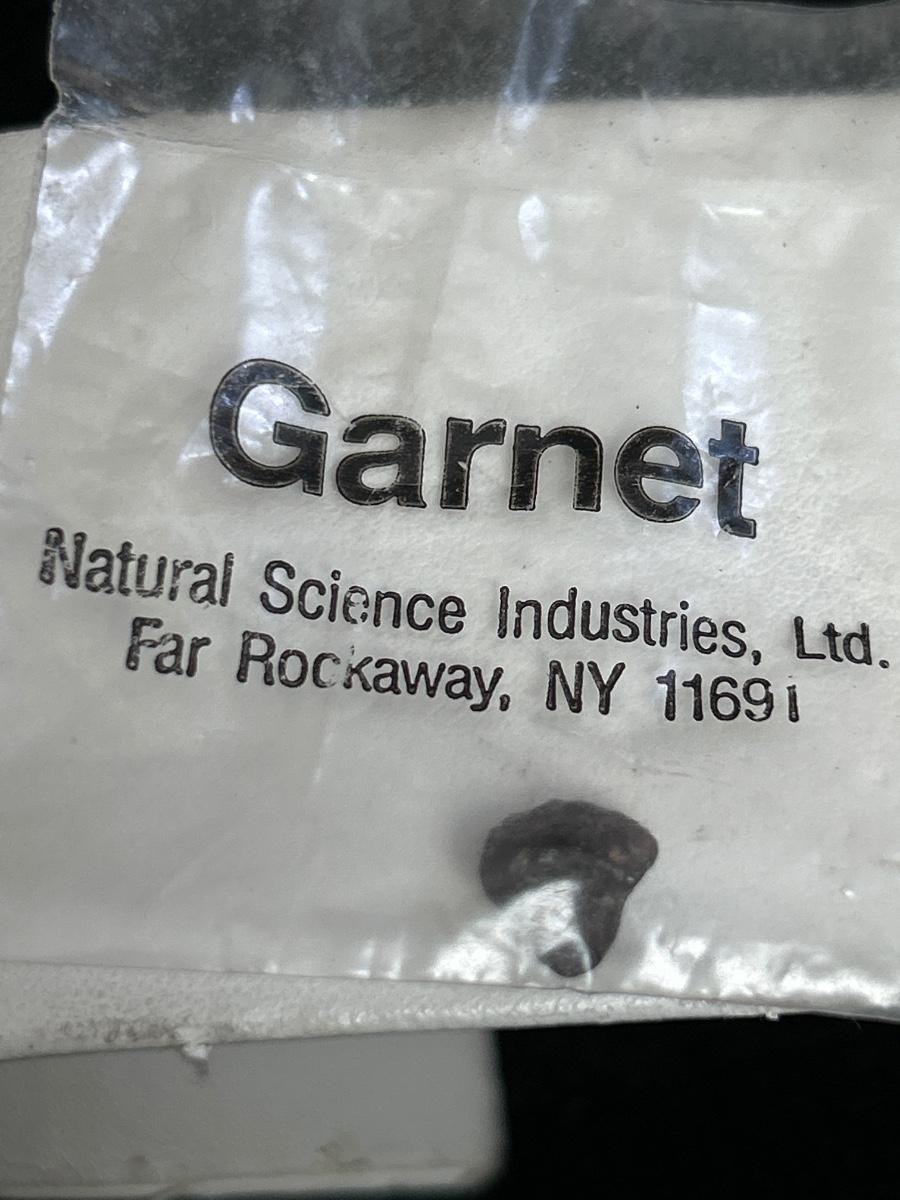 Garnet
Natural Science Industries, Ltd.
Far Rockaway, NY 11691